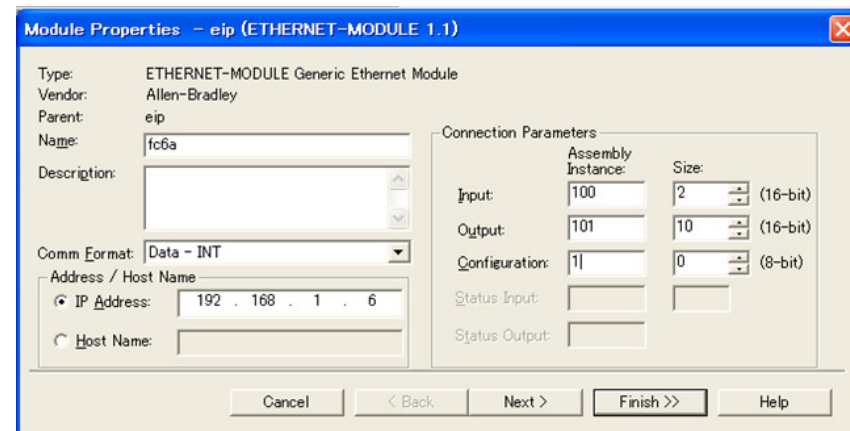 Module Properties - eip (ETHERNET-MODULE 1.1)
Type: ETHERNET-MODULE Generic Ethernet Module
Vendor: Allen-Bradley
Parent: eip
Name: fc6a
Description:
Comm Format: Data - INT
Address / Host Name
IP Address: 192 . 168 . 1 . 6
Host Name:
Connection Parameters
Assembly
Instance: Size:
Input: 100 2 (16-bit)
Output: 101 10 (16-bit)
Configuration: 1 0 (8-bit)
Status Input:
Status Output:
Cancel < Back Next > Finish >> Help